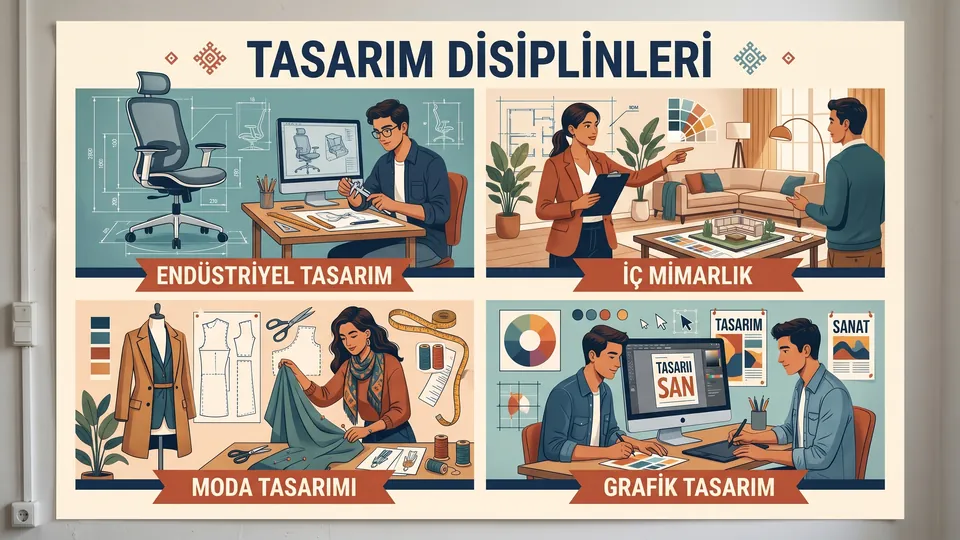 TASARIM DİSİPLİNLERİ
ENDÜSTRİYEL TASARIM
İÇ MİMARLIK
TASARIM
SANAT
TASARII
SAN
MODA TASARIMI
GRAFİK TASARIM